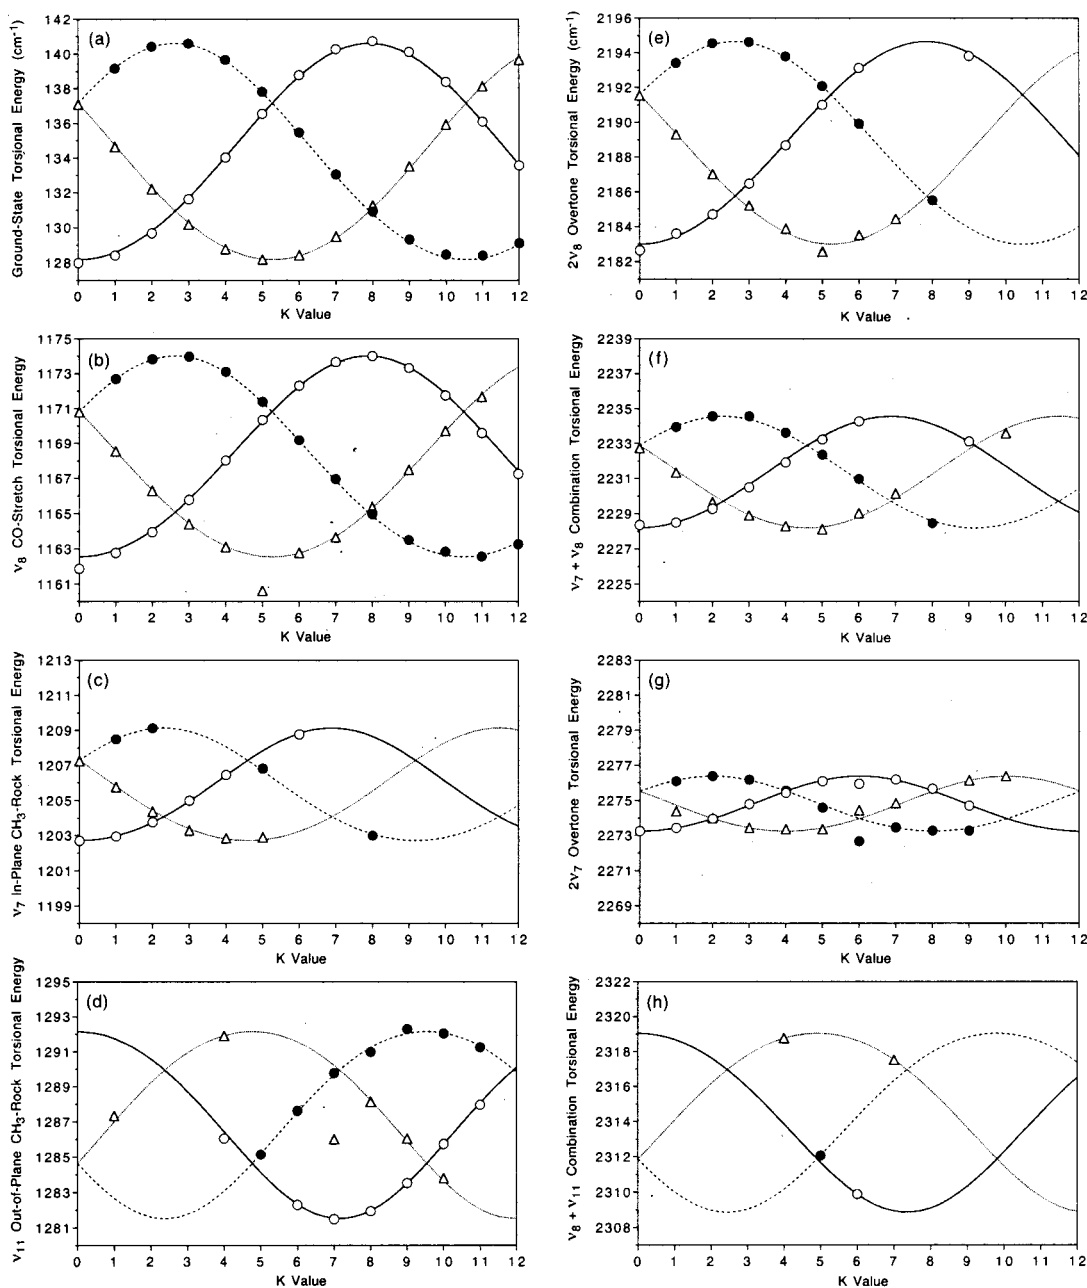 (a)
Ground-State Torsional Energy (cm⁻¹)
142
140
138
136
134
132
130
128
0 1 2 3 4 5 6 7 8 9 10 11 12
K Value
(b)
ν₈ CO-Stretch Torsional Energy
1175
1173
1171
1169
1167
1165
1163
1161
0 1 2 3 4 5 6 7 8 9 10 11 12
K Value
(c)
ν₇ In-Plane CH₃-Rock Torsional Energy
1213
1211
1209
1207
1205
1203
1201
1199
0 1 2 3 4 5 6 7 8 9 10 11 12
K Value
(d)
ν₁₁ Out-of-Plane CH₃-Rock Torsional Energy
1295
1293
1291
1289
1287
1285
1283
1281
0 1 2 3 4 5 6 7 8 9 10 11 12
K Value
(e)
2ν₈ Overtone Torsional Energy (cm⁻¹)
2196
2194
2192
2190
2188
2186
2184
2182
0 1 2 3 4 5 6 7 8 9 10 11 12
K Value
(f)
ν₇ + ν₈ Combination Torsional Energy
2239
2237
2235
2233
2231
2229
2227
2225
0 1 2 3 4 5 6 7 8 9 10 11 12
K Value
(g)
2ν₇ Overtone Torsional Energy
2283
2281
2278
2276
2275
2273
2271
2269
2268
0 1 2 3 4 5 6 7 8 9 10 11 12
K Value
(h)
ν₈ + ν₁₁ Combination Torsional Energy
2322
2320
2318
2316
2314
2312
2310
2308
0 1 2 3 4 5 6 7 8 9 10 11 12
K Value